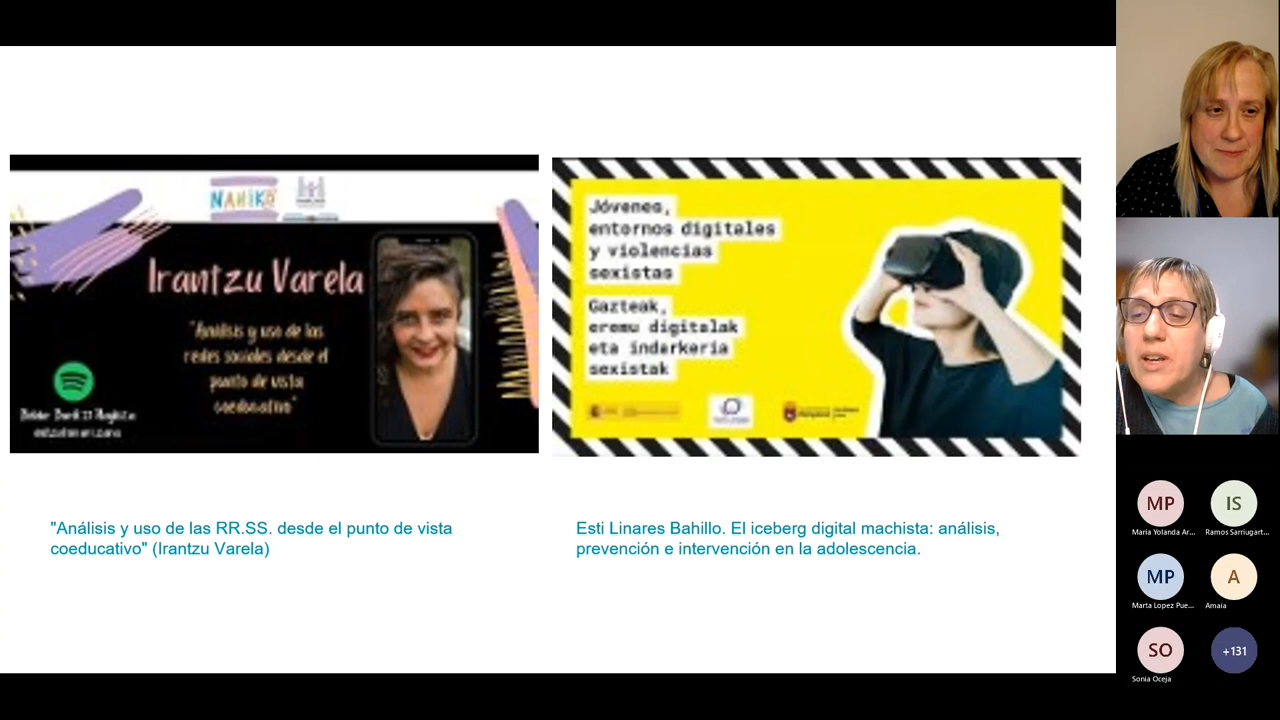 NAHIKO
Irantzu Varela
"Análisis y uso de las
redes sociales desde el
punto de vista
coeducativo"
Jóvenes,
entornos digitales
y violencias
sexistas
Gazteak,
eremu digitalak
eta indarkeria
sexistak
"Análisis y uso de las RR.SS. desde el punto de vista
coeducativo" (Irantzu Varela)
Esti Linares Bahillo. El iceberg digital machista: análisis,
prevención e intervención en la adolescencia.
MP
IS
Maria Yolanda Ar...
Ramos Sarriugart...
MP
A
Marta Lopez Pue...
Amaia
SO
+131
Sonia Oceja